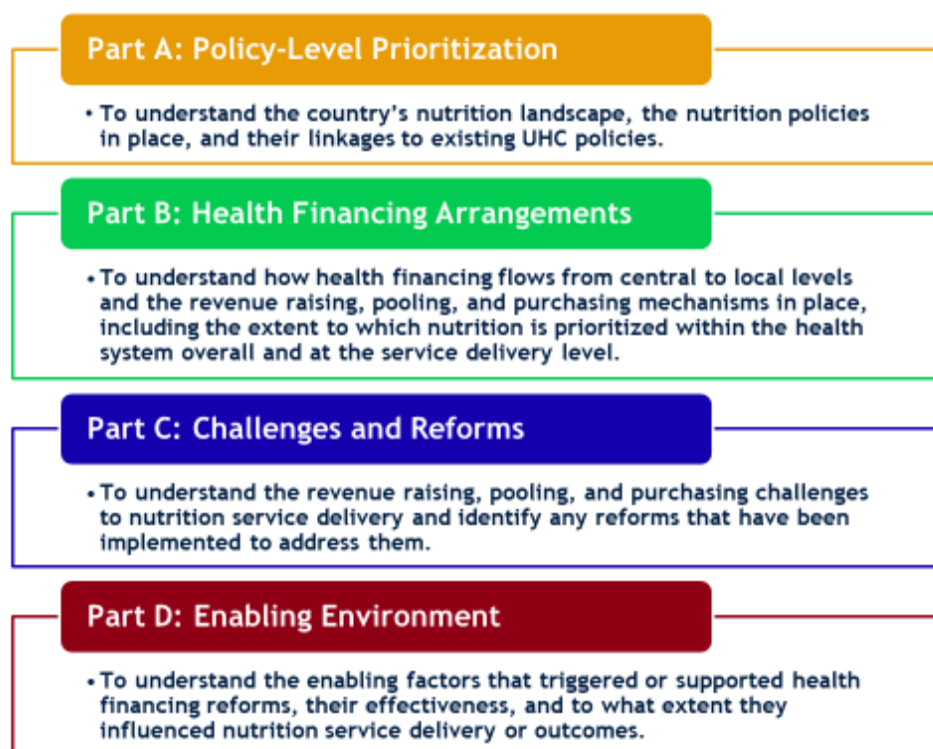 Part A: Policy-Level Prioritization
• To understand the country's nutrition landscape, the nutrition policies
in place, and their linkages to existing UHC policies.
Part B: Health Financing Arrangements
• To understand how health financing flows from central to local levels
and the revenue raising, pooling, and purchasing mechanisms in place,
including the extent to which nutrition is prioritized within the health
system overall and at the service delivery level.
Part C: Challenges and Reforms
• To understand the revenue raising, pooling, and purchasing challenges
to nutrition service delivery and identify any reforms that have been
implemented to address them.
Part D: Enabling Environment
• To understand the enabling factors that triggered or supported health
financing reforms, their effectiveness, and to what extent they
influenced nutrition service delivery or outcomes.